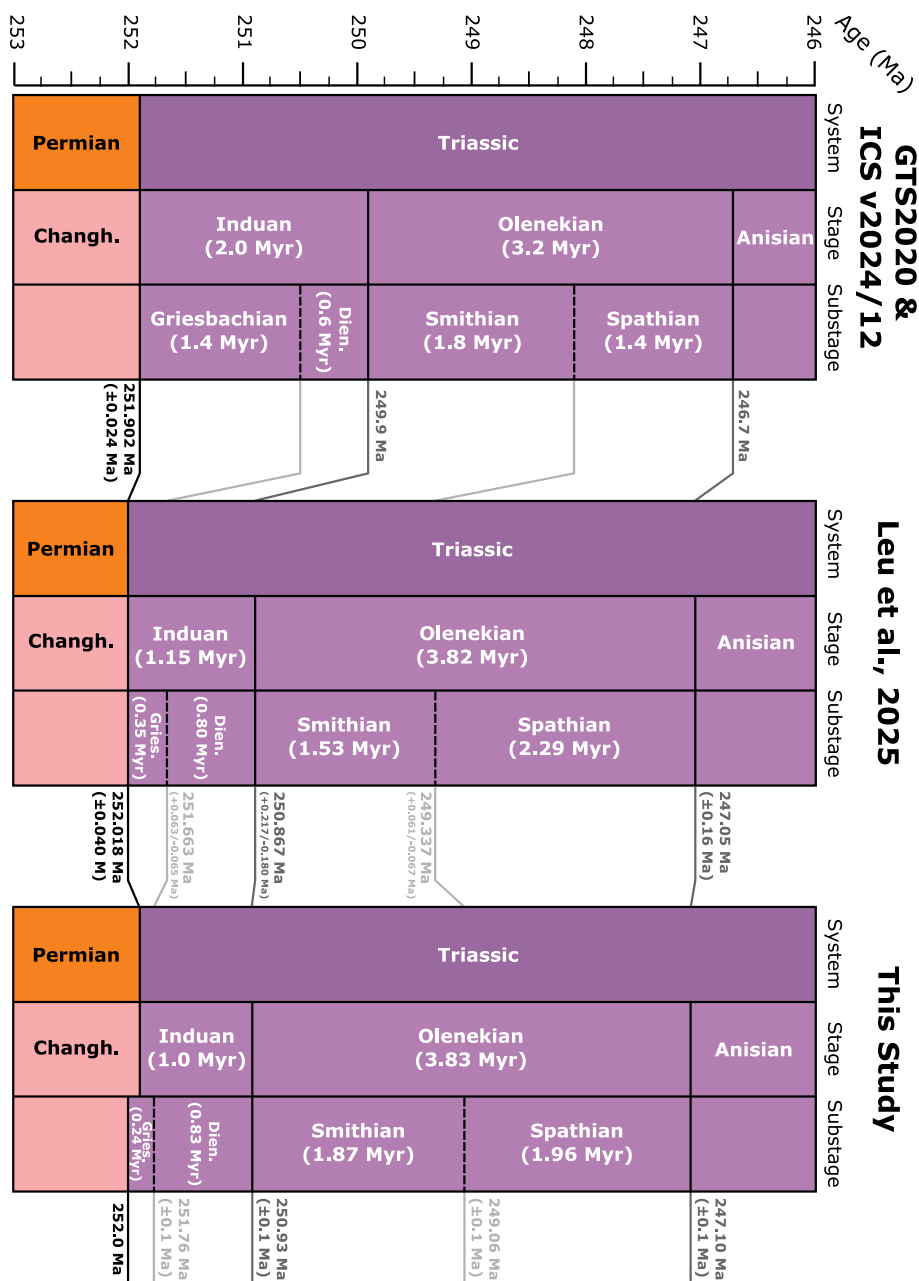 Age (Ma)
253
252
251
250
249
248
247
246
GTS2020 &
ICS v2024/12
System
Stage
Substage
Permian
Triassic
Changh.
Induan
(2.0 Myr)
Olenekian
(3.2 Myr)
Anisian
Griesbachian
(1.4 Myr)
Dien.
(0.6 Myr)
Smithian
(1.8 Myr)
Spathian
(1.4 Myr)
251.902 Ma
(±0.024 Ma)
249.9 Ma
246.7 Ma
Leu et al., 2025
System
Stage
Substage
Permian
Triassic
Changh.
Induan
(1.15 Myr)
Olenekian
(3.82 Myr)
Anisian
Gries.
(0.35 Myr)
Dien.
(0.80 Myr)
Smithian
(1.53 Myr)
Spathian
(2.29 Myr)
252.018 Ma
(±0.040 M)
251.663 Ma
(+0.063/-0.065 Ma)
250.867 Ma
(+0.217/-0.180 Ma)
249.337 Ma
(+0.061/-0.067 Ma)
247.05 Ma
(±0.16 Ma)
This Study
System
Stage
Substage
Permian
Triassic
Changh.
Induan
(1.0 Myr)
Olenekian
(3.83 Myr)
Anisian
Gries.
(0.24 Myr)
Dien.
(0.83 Myr)
Smithian
(1.87 Myr)
Spathian
(1.96 Myr)
252.0 Ma
251.76 Ma
(±0.1 Ma)
250.93 Ma
(±0.1 Ma)
249.06 Ma
(±0.1 Ma)
247.10 Ma
(±0.1 Ma)